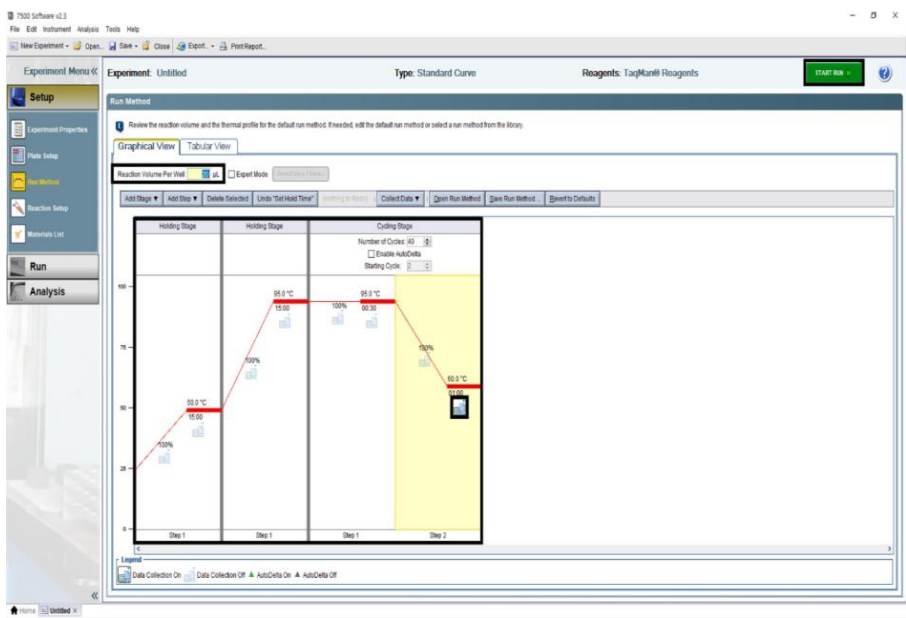 7500 Software v2.3
File Edit Instrument Analysis Tools Help
New Experiment Open... Save Close Export... Print Report...
Experiment Menu « Experiment: Untitled Type: Standard Curve Reagents: TaqMan® Reagents START RUN
Setup
Run Method
Experiment Properties
Review the reaction volume and the thermal profile for the default run method. If needed, edit the default run method or select a run method from the library.
Graphical View Tabular View
Plate Setup
Reaction Volume Per Well µL Expert Mode
Run Method
Add Stage ▼ Add Step ▼ Delete Selected Undo "Set Hold Time" Collect Data ▼ Open Run Method Save Run Method ... Revert to Defaults
Reaction Setup
Materials List
Holding Stage Holding Stage Cycling Stage
Number of Cycles: 40
Enable AutoDelta
Starting Cycle: 2
Run
Analysis
100
95.0 °C 95.0 °C
15:00 100% 00:30
75
100% 100%
60.0 °C
01:00
50.0 °C
50
15:00
100%
25
0
Step 1 Step 1 Step 1 Step 2
Legend
Data Collection On Data Collection Off ▲ AutoDelta On ▲ AutoDelta Off
«
Home Untitled ×